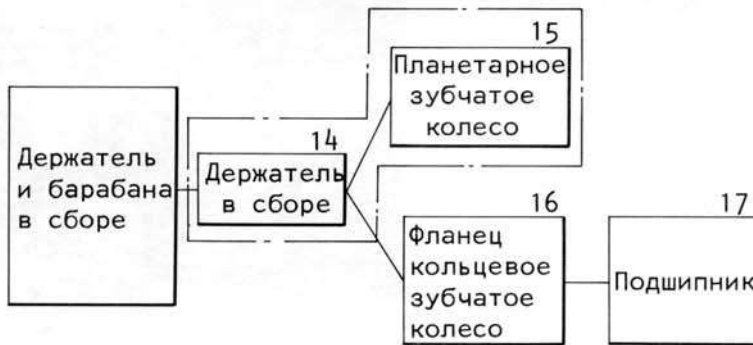 15
Планетарное
зубчатое
колесо
Держатель
и барабана
в сборе
14
Держатель
в сборе
16
Фланец
кольцевое
зубчатое
колесо
17
Подшипник